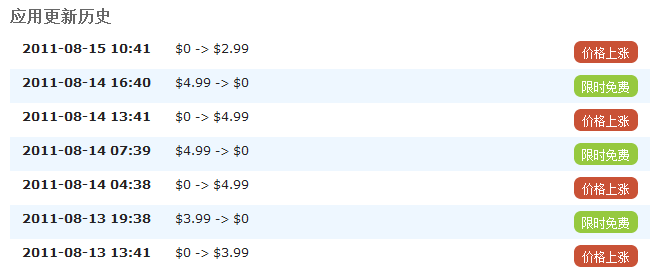 应用更新历史
2011-08-15 10:41 $0 -> $2.99 价格上涨
2011-08-14 16:40 $4.99 -> $0 限时免费
2011-08-14 13:41 $0 -> $4.99 价格上涨
2011-08-14 07:39 $4.99 -> $0 限时免费
2011-08-14 04:38 $0 -> $4.99 价格上涨
2011-08-13 19:38 $3.99 -> $0 限时免费
2011-08-13 13:41 $0 -> $3.99 价格上涨